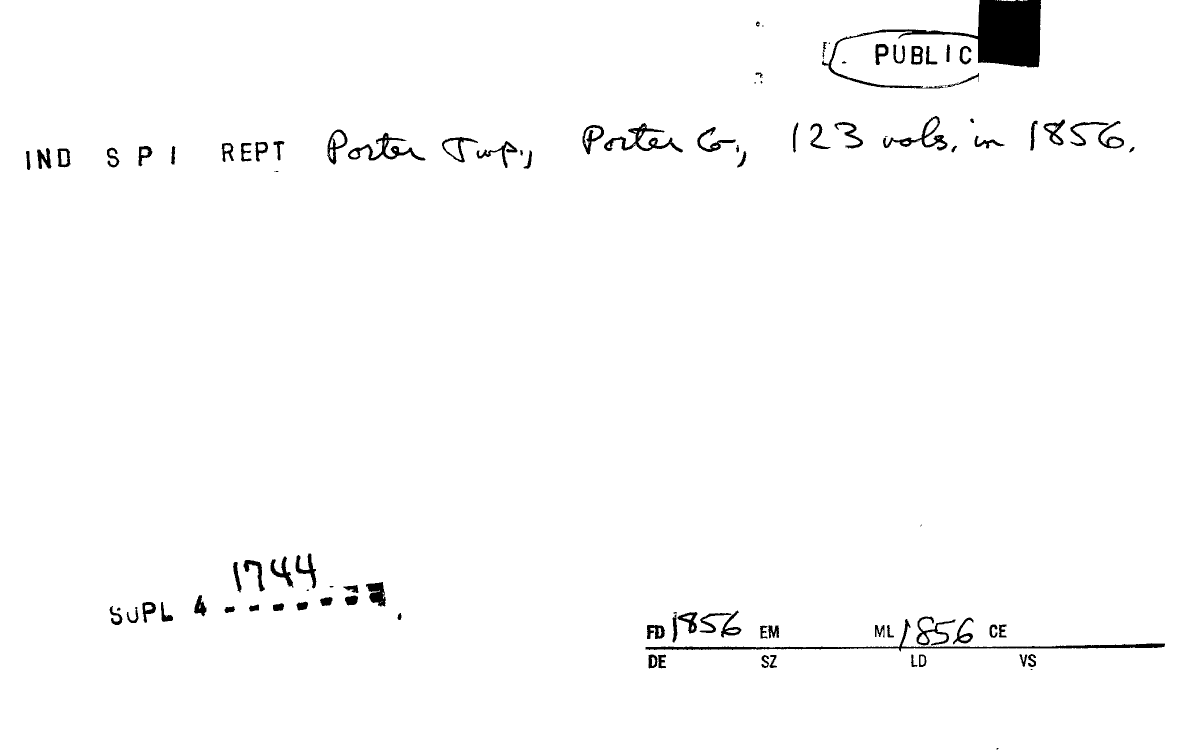 PUBLIC
IND S P I REPT Porter Twp., Porter Co., 123 vols. in 1856.
1744
SUPL 4
FD 1856 EM ML 1856 CE
DE SZ LD VS